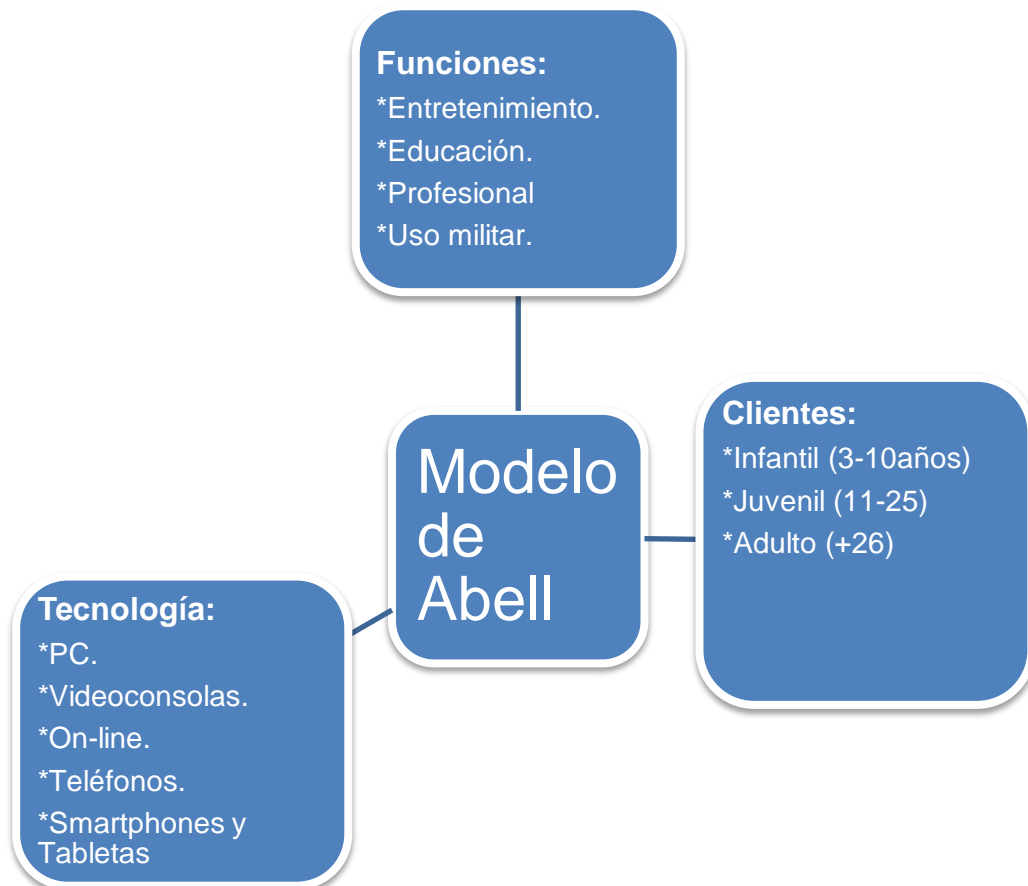 Funciones:
*Entretenimiento.
*Educación.
*Profesional
*Uso militar.
Modelo
de
Abell
Clientes:
*Infantil (3-10años)
*Juvenil (11-25)
*Adulto (+26)
Tecnología:
*PC.
*Videoconsolas.
*On-line.
*Teléfonos.
*Smartphones y
Tabletas